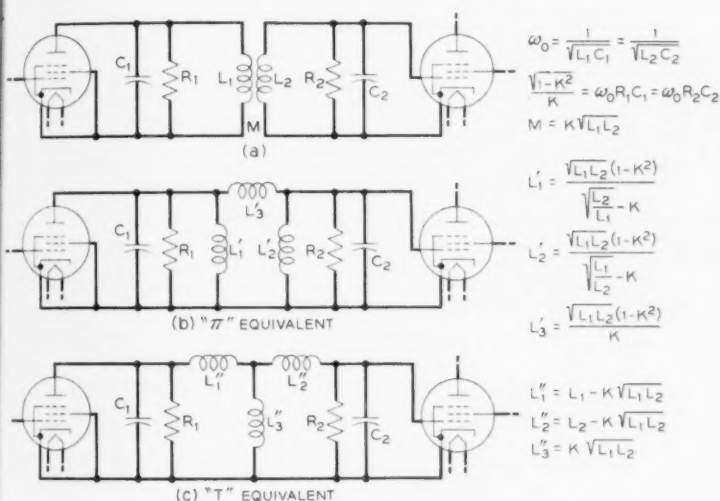 C₁
R₁
L₁
L₂
M
R₂
C₂
(a)
ω₀ = 1/√(L₁C₁) = 1/√(L₂C₂)
√(1-K²)/K = ω₀R₁C₁ = ω₀R₂C₂
M = K√(L₁L₂)
C₁
R₁
L'₁
L'₃
L'₂
R₂
C₂
(b) "π" EQUIVALENT
L'₁ = √(L₁L₂)(1-K²)/(√(L₂/L₁)-K)
L'₂ = √(L₁L₂)(1-K²)/(√(L₁/L₂)-K)
L'₃ = √(L₁L₂)(1-K²)/K
C₁
R₁
L''₁
L''₂
L''₃
R₂
C₂
(c) "T" EQUIVALENT
L''₁ = L₁ - K√(L₁L₂)
L''₂ = L₂ - K√(L₁L₂)
L''₃ = K√(L₁L₂)